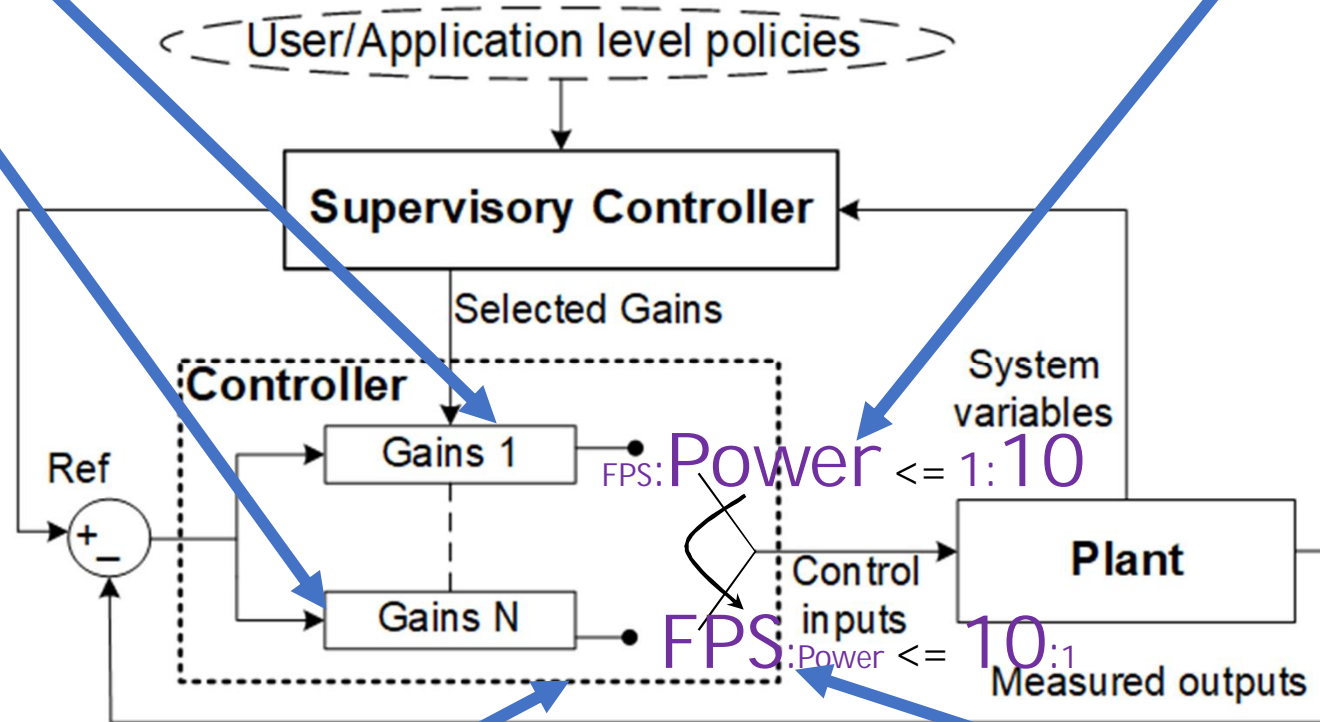 User/Application level policies
Supervisory Controller
Selected Gains
System
variables
Controller
Gains 1
FPS:Power <= 1:10
Ref
+
−
Plant
Control
inputs
Gains N
FPS:Power <= 10:1
Measured outputs